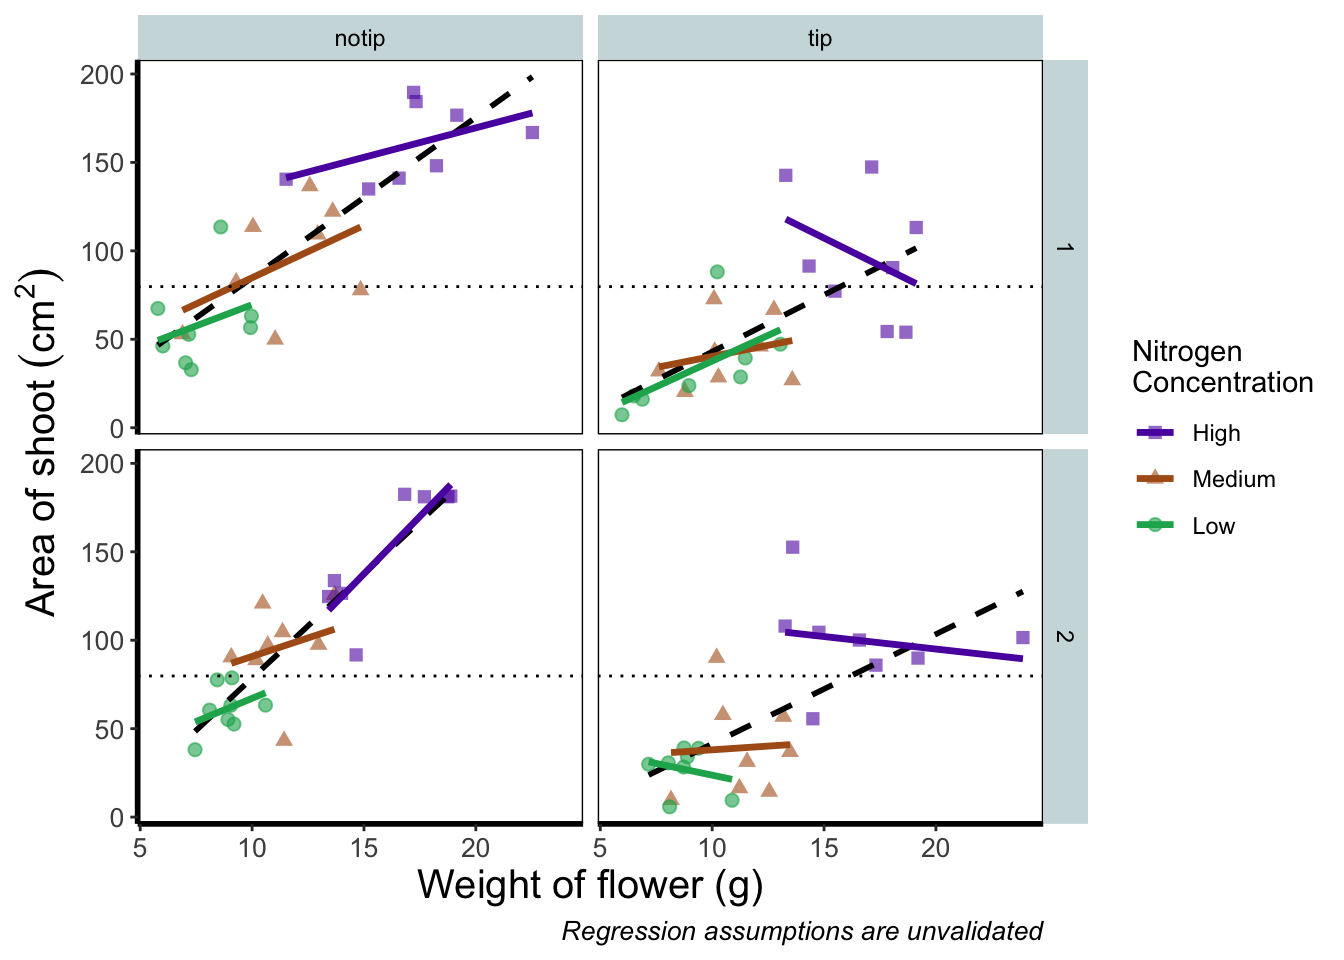 notip
tip
200
150
100
50
0
1
200
150
100
50
0
2
5
10
15
20
5
10
15
20
Area of shoot (cm²)
Weight of flower (g)
Regression assumptions are unvalidated
Nitrogen
Concentration
High
Medium
Low